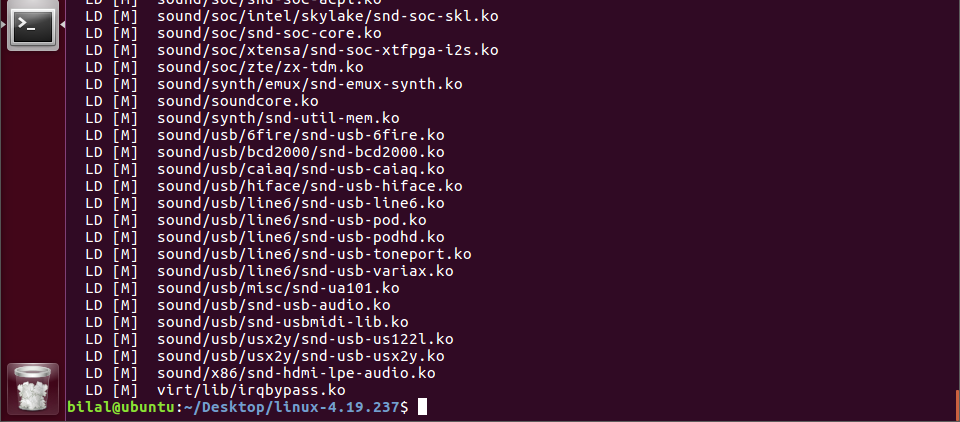 LD [M]  sound/soc/snd-soc-acpi.ko
LD [M]  sound/soc/intel/skylake/snd-soc-skl.ko
LD [M]  sound/soc/snd-soc-core.ko
LD [M]  sound/soc/xtensa/snd-soc-xtfpga-i2s.ko
LD [M]  sound/soc/zte/zx-tdm.ko
LD [M]  sound/synth/emux/snd-emux-synth.ko
LD [M]  sound/soundcore.ko
LD [M]  sound/synth/snd-util-mem.ko
LD [M]  sound/usb/6fire/snd-usb-6fire.ko
LD [M]  sound/usb/bcd2000/snd-bcd2000.ko
LD [M]  sound/usb/caiaq/snd-usb-caiaq.ko
LD [M]  sound/usb/hiface/snd-usb-hiface.ko
LD [M]  sound/usb/line6/snd-usb-line6.ko
LD [M]  sound/usb/line6/snd-usb-pod.ko
LD [M]  sound/usb/line6/snd-usb-podhd.ko
LD [M]  sound/usb/line6/snd-usb-toneport.ko
LD [M]  sound/usb/line6/snd-usb-variax.ko
LD [M]  sound/usb/misc/snd-ua101.ko
LD [M]  sound/usb/snd-usb-audio.ko
LD [M]  sound/usb/snd-usbmidi-lib.ko
LD [M]  sound/usb/usx2y/snd-usb-us122l.ko
LD [M]  sound/usb/usx2y/snd-usb-usx2y.ko
LD [M]  sound/x86/snd-hdmi-lpe-audio.ko
LD [M]  virt/lib/irqbypass.ko
bilal@ubuntu:~/Desktop/linux-4.19.237$